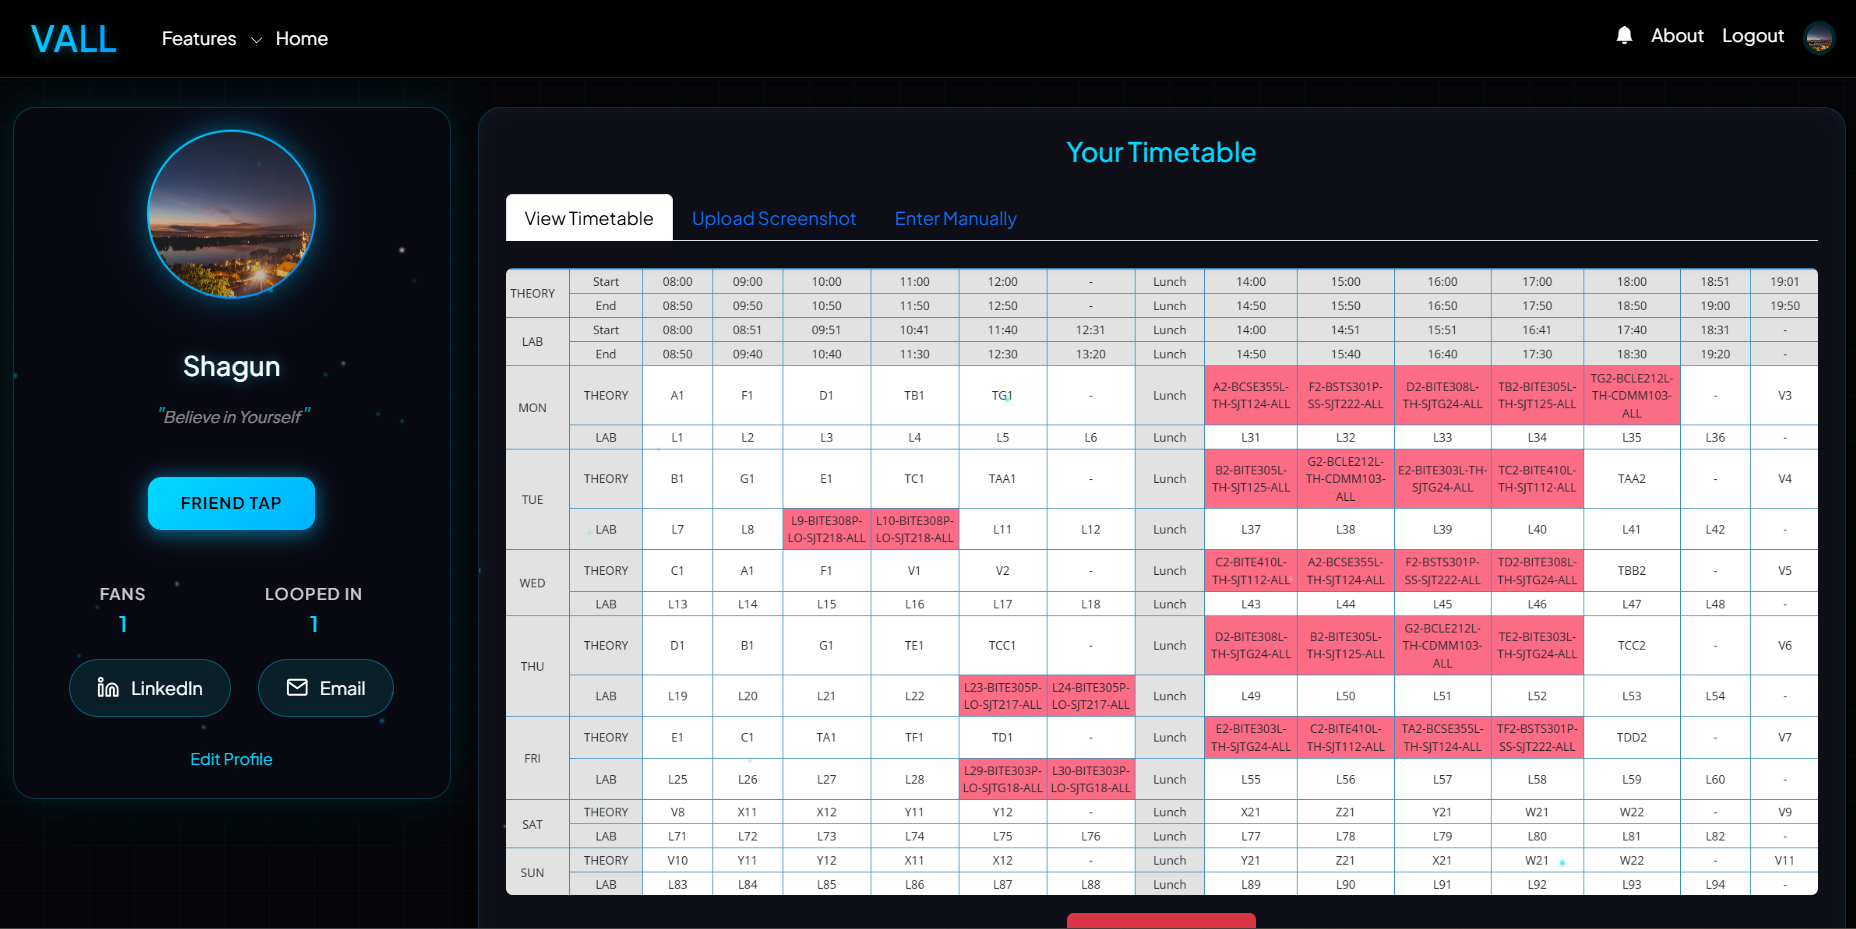 VALL
Features
Home
About
Logout
Shagun
"Believe in Yourself"
FRIEND TAP
FANS LOOPED IN
1 1
LinkedIn
Email
Edit Profile
Your Timetable
View Timetable
Upload Screenshot
Enter Manually
THEORY Start 08:00 09:00 10:00 11:00 12:00 - Lunch 14:00 15:00 16:00 17:00 18:00 18:51 19:01
End 08:50 09:50 10:50 11:50 12:50 - Lunch 14:50 15:50 16:50 17:50 18:50 19:00 19:50
LAB Start 08:00 08:51 09:51 10:41 11:40 12:31 Lunch 14:00 14:51 15:51 16:41 17:40 18:31 -
End 08:50 09:40 10:40 11:30 12:30 13:20 Lunch 14:50 15:40 16:40 17:30 18:30 19:20 -
MON THEORY A1 F1 D1 TB1 TG1 - Lunch A2-BCSE355L-TH-SJT124-ALL F2-BSTS301P-SS-SJT222-ALL D2-BITE308L-TH-SJTG24-ALL TB2-BITE305L-TH-SJT125-ALL TG2-BCLE212L-TH-CDMM103-ALL - V3
LAB L1 L2 L3 L4 L5 L6 Lunch L31 L32 L33 L34 L35 L36 -
TUE THEORY B1 G1 E1 TC1 TAA1 - Lunch B2-BITE305L-TH-SJT125-ALL G2-BCLE212L-TH-CDMM103-ALL E2-BITE303L-TH-SJTG24-ALL TC2-BITE410L-TH-SJT112-ALL TAA2 - V4
LAB L7 L8 L9-BITE308P-LO-SJT218-ALL L10-BITE308P-LO-SJT218-ALL L11 L12 Lunch L37 L38 L39 L40 L41 L42 -
WED THEORY C1 A1 F1 V1 V2 - Lunch C2-BITE410L-TH-SJT112-ALL A2-BCSE355L-TH-SJT124-ALL F2-BSTS301P-SS-SJT222-ALL TD2-BITE308L-TH-SJTG24-ALL TBB2 - V5
LAB L13 L14 L15 L16 L17 L18 Lunch L43 L44 L45 L46 L47 L48 -
THU THEORY D1 B1 G1 TE1 TCC1 - Lunch D2-BITE308L-TH-SJTG24-ALL B2-BITE305L-TH-SJT125-ALL G2-BCLE212L-TH-CDMM103-ALL TE2-BITE303L-TH-SJTG24-ALL TCC2 - V6
LAB L19 L20 L21 L22 L23-BITE305P-LO-SJT217-ALL L24-BITE305P-LO-SJT217-ALL Lunch L49 L50 L51 L52 L53 L54 -
FRI THEORY E1 C1 TA1 TF1 TD1 - Lunch E2-BITE303L-TH-SJTG24-ALL C2-BITE410L-TH-SJT112-ALL TA2-BCSE355L-TH-SJT124-ALL TF2-BSTS301P-SS-SJT222-ALL TDD2 - V7
LAB L25 L26 L27 L28 L29-BITE303P-LO-SJTG18-ALL L30-BITE303P-LO-SJTG18-ALL Lunch L55 L56 L57 L58 L59 L60 -
SAT THEORY V8 X11 X12 Y11 Y12 - Lunch X21 Z21 Y21 W21 W22 - V9
LAB L71 L72 L73 L74 L75 L76 Lunch L77 L78 L79 L80 L81 L82 -
SUN THEORY V10 Y11 Y12 X11 X12 - Lunch Y21 Z21 X21 W21 W22 - V11
LAB L83 L84 L85 L86 L87 L88 Lunch L89 L90 L91 L92 L93 L94 -